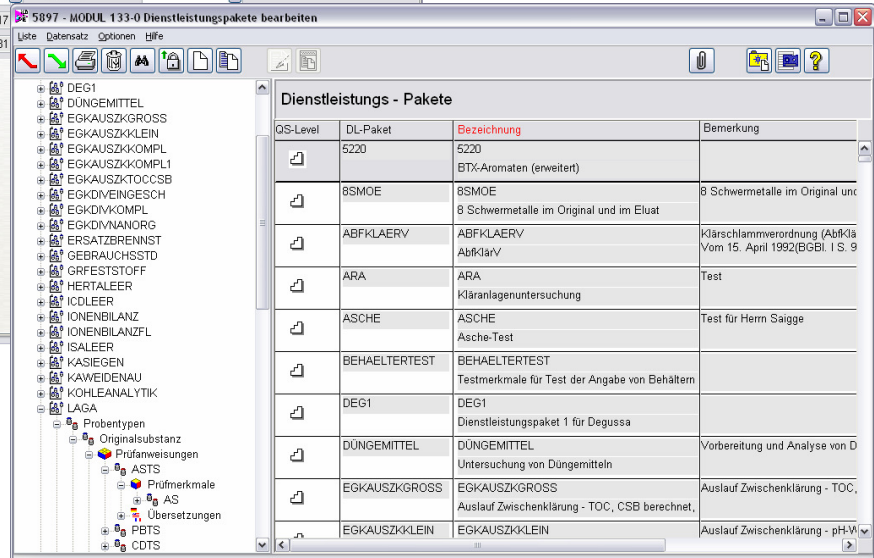 17
31
5897 - MODUL 133-0 Dienstleistungspakete bearbeiten
Liste Datensatz Optionen Hilfe
DEG1
DÜNGEMITTEL
EGKAUSZKGROSS
EGKAUSZKKLEIN
EGKAUSZKKOMPL
EGKAUSZKKOMPL1
EGKAUSZKTOCCSB
EGKDIVEINGESCH
EGKDIVKOMPL
EGKDIVNANORG
ERSATZBRENNST
GEBRAUCHSSTD
GRFESTSTOFF
HERTALEER
ICDLEER
IONENBILANZ
IONENBILANZFL
ISALEER
KASIEGEN
KAWEIDENAU
KOHLEANALYTIK
LAGA
Probentypen
Originalsubstanz
Prüfanweisungen
ASTS
Prüfmerkmale
AS
Übersetzungen
PBTS
CDTS
Dienstleistungs - Pakete
QS-Level DL-Paket Bezeichnung Bemerkung
5220 5220
BTX-Aromaten (erweitert)
8SMOE 8SMOE 8 Schwermetalle im Original und
8 Schwermetalle im Original und im Eluat
ABFKLAERV ABFKLAERV Klärschlammverordnung (AbfKlä
AbfKlärV Vom 15. April 1992(BGBl. I S. 9
ARA ARA Test
Kläranlagenuntersuchung
ASCHE ASCHE Test für Herrn Saigge
Asche-Test
BEHAELTERTEST BEHAELTERTEST
Testmerkmale für Test der Angabe von Behältern
DEG1 DEG1
Dienstleistungspaket 1 für Degussa
DÜNGEMITTEL DÜNGEMITTEL Vorbereitung und Analyse von D
Untersuchung von Düngemitteln
EGKAUSZKGROSS EGKAUSZKGROSS Auslauf Zwischenklärung - TOC,
Auslauf Zwischenklärung - TOC, CSB berechnet,
EGKAUSZKKLEIN EGKAUSZKKLEIN Auslauf Zwischenklärung - pH-W